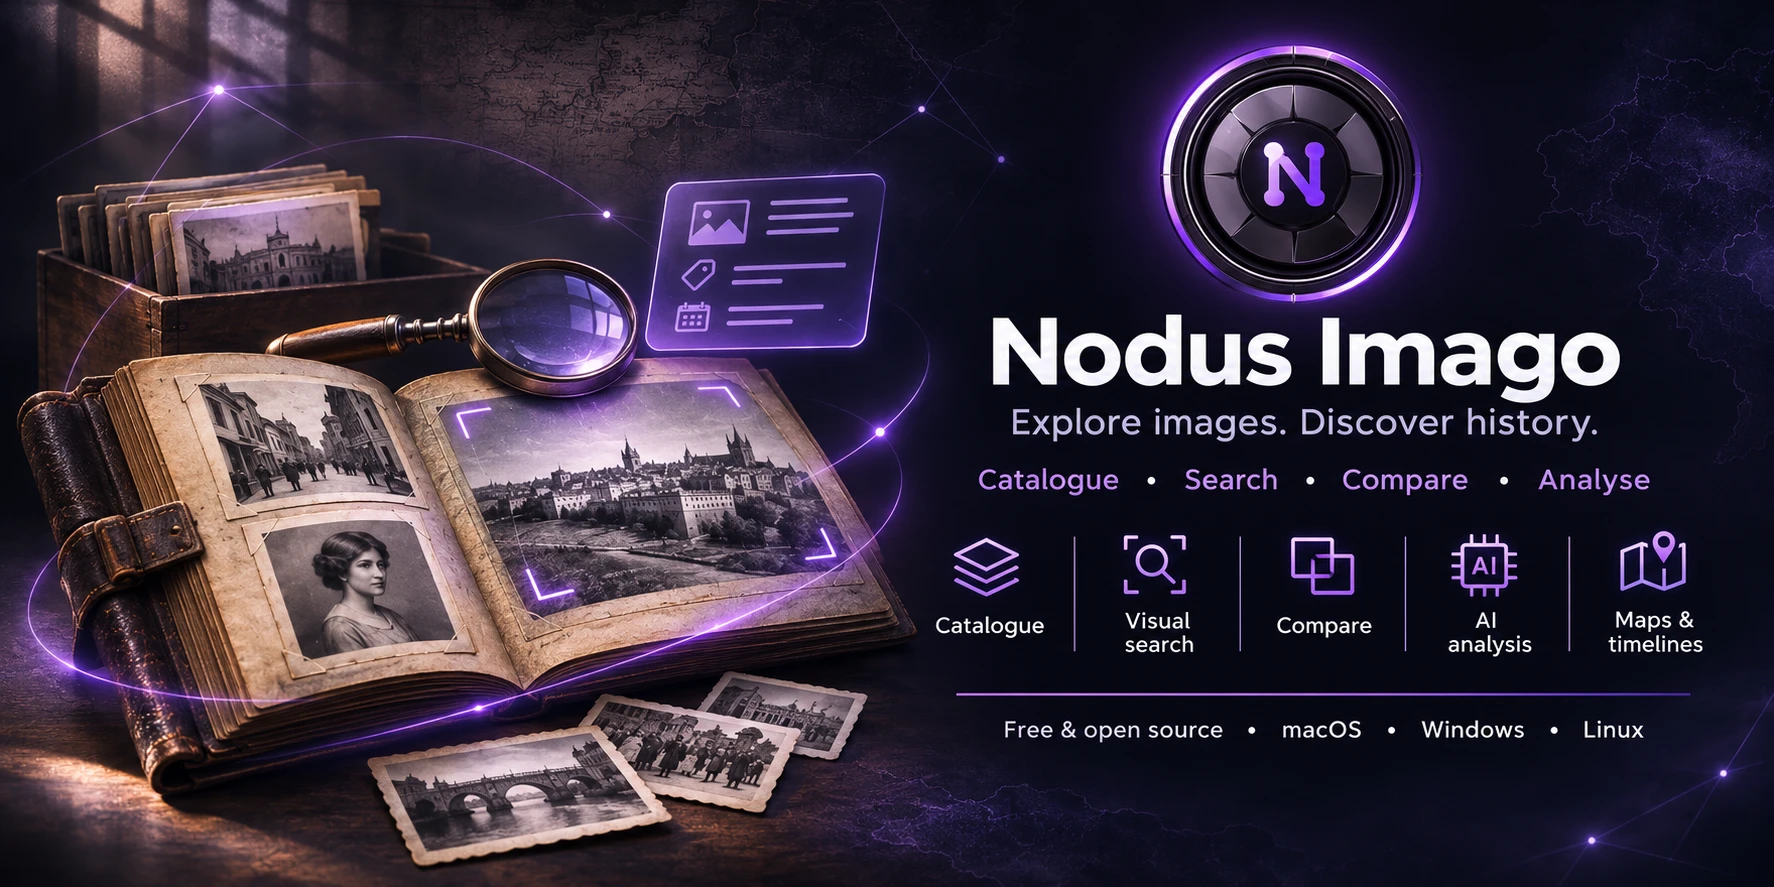 N
Nodus Imago
Explore images. Discover history.
Catalogue • Search • Compare • Analyse
Catalogue
Visual
search
Compare
AI
AI
analysis
Maps &
timelines
Free & open source • macOS • Windows • Linux